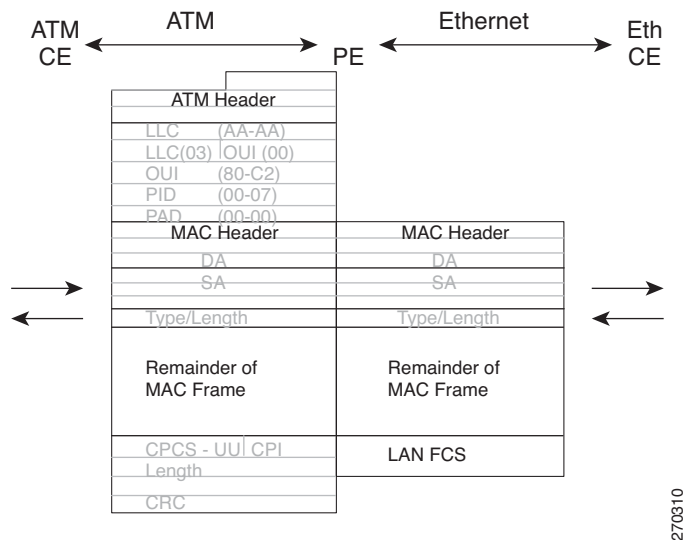 ATM CE
ATM
PE
Ethernet
Eth CE
ATM Header
LLC (AA-AA)
LLC(03) OUI (00)
OUI (80-C2)
PID (00-07)
PAD (00-00)
MAC Header MAC Header
DA DA
SA SA
Type/Length Type/Length
Remainder of Remainder of
MAC Frame MAC Frame
CPCS - UU CPI
LAN FCS
Length
CRC
270310